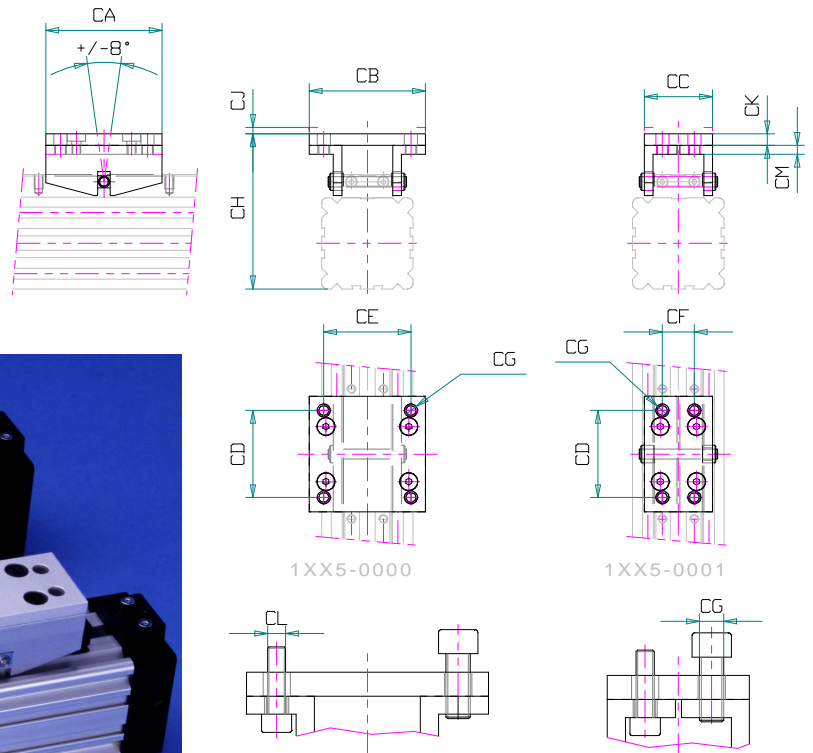 CA
+/-8°
CJ
CB
CH
CC
CK
CM
CE
CG
CD
CF
CG
CD
1XX5-0000
1XX5-0001
CL
CG